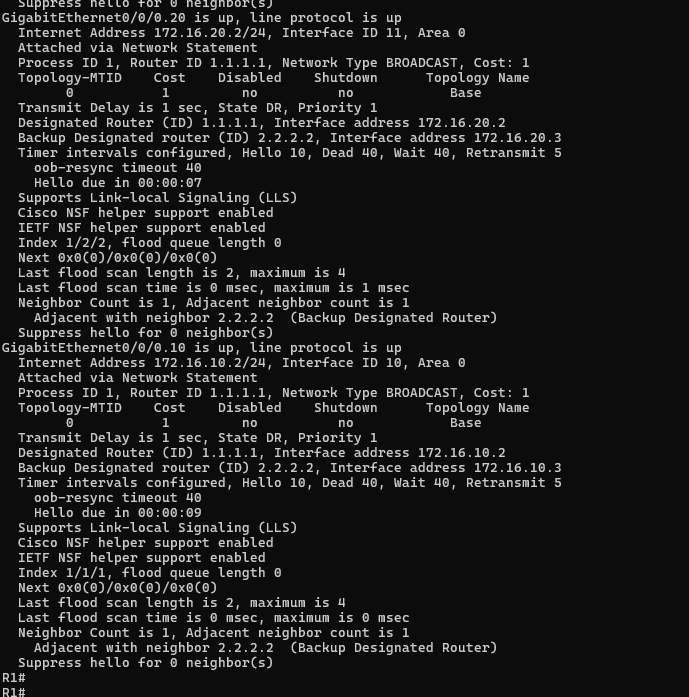 Suppress hello for 0 neighbor(s)
GigabitEthernet0/0/0.20 is up, line protocol is up
Internet Address 172.16.20.2/24, Interface ID 11, Area 0
Attached via Network Statement
Process ID 1, Router ID 1.1.1.1, Network Type BROADCAST, Cost: 1
Topology-MTID    Cost    Disabled    Shutdown      Topology Name
0           1         no          no            Base
Transmit Delay is 1 sec, State DR, Priority 1
Designated Router (ID) 1.1.1.1, Interface address 172.16.20.2
Backup Designated router (ID) 2.2.2.2, Interface address 172.16.20.3
Timer intervals configured, Hello 10, Dead 40, Wait 40, Retransmit 5
oob-resync timeout 40
Hello due in 00:00:07
Supports Link-local Signaling (LLS)
Cisco NSF helper support enabled
IETF NSF helper support enabled
Index 1/2/2, flood queue length 0
Next 0x0(0)/0x0(0)/0x0(0)
Last flood scan length is 2, maximum is 4
Last flood scan time is 0 msec, maximum is 1 msec
Neighbor Count is 1, Adjacent neighbor count is 1
Adjacent with neighbor 2.2.2.2  (Backup Designated Router)
Suppress hello for 0 neighbor(s)
GigabitEthernet0/0/0.10 is up, line protocol is up
Internet Address 172.16.10.2/24, Interface ID 10, Area 0
Attached via Network Statement
Process ID 1, Router ID 1.1.1.1, Network Type BROADCAST, Cost: 1
Topology-MTID    Cost    Disabled    Shutdown      Topology Name
0           1         no          no            Base
Transmit Delay is 1 sec, State DR, Priority 1
Designated Router (ID) 1.1.1.1, Interface address 172.16.10.2
Backup Designated router (ID) 2.2.2.2, Interface address 172.16.10.3
Timer intervals configured, Hello 10, Dead 40, Wait 40, Retransmit 5
oob-resync timeout 40
Hello due in 00:00:09
Supports Link-local Signaling (LLS)
Cisco NSF helper support enabled
IETF NSF helper support enabled
Index 1/1/1, flood queue length 0
Next 0x0(0)/0x0(0)/0x0(0)
Last flood scan length is 2, maximum is 4
Last flood scan time is 0 msec, maximum is 0 msec
Neighbor Count is 1, Adjacent neighbor count is 1
Adjacent with neighbor 2.2.2.2  (Backup Designated Router)
Suppress hello for 0 neighbor(s)
R1#
R1#